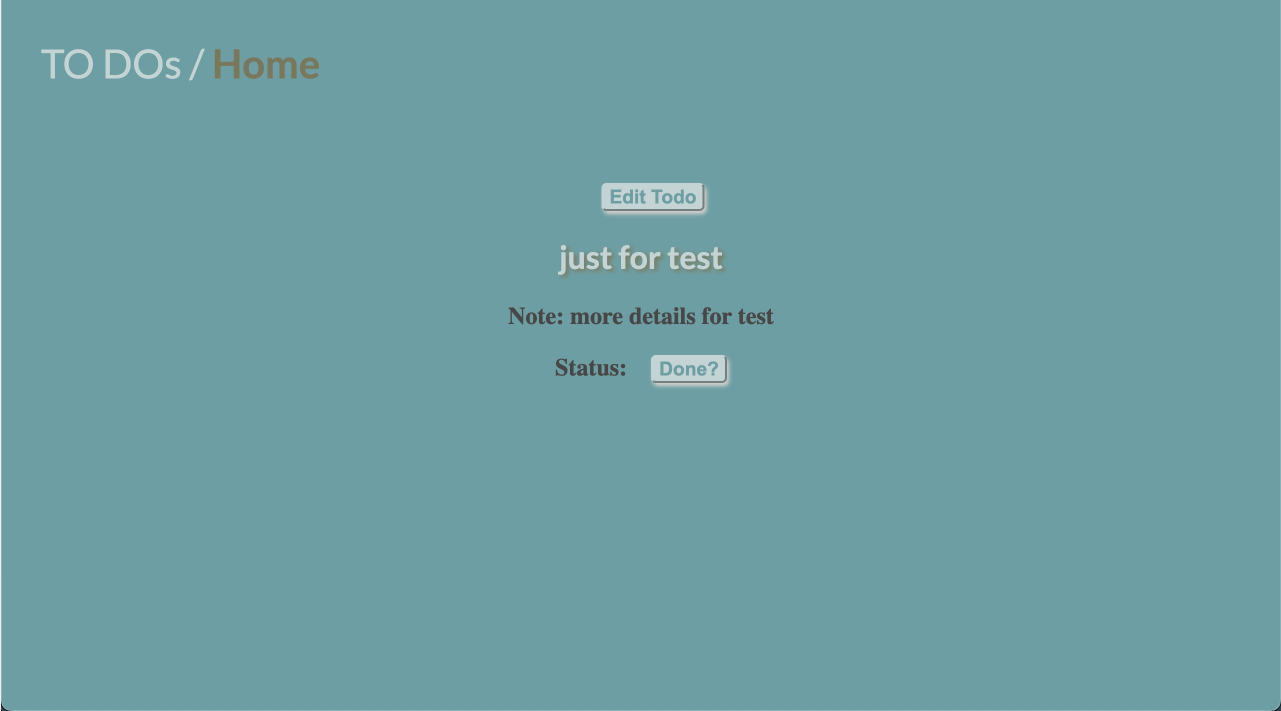 TO DOs / Home
Edit Todo
just for test
Note: more details for test
Status: Done?